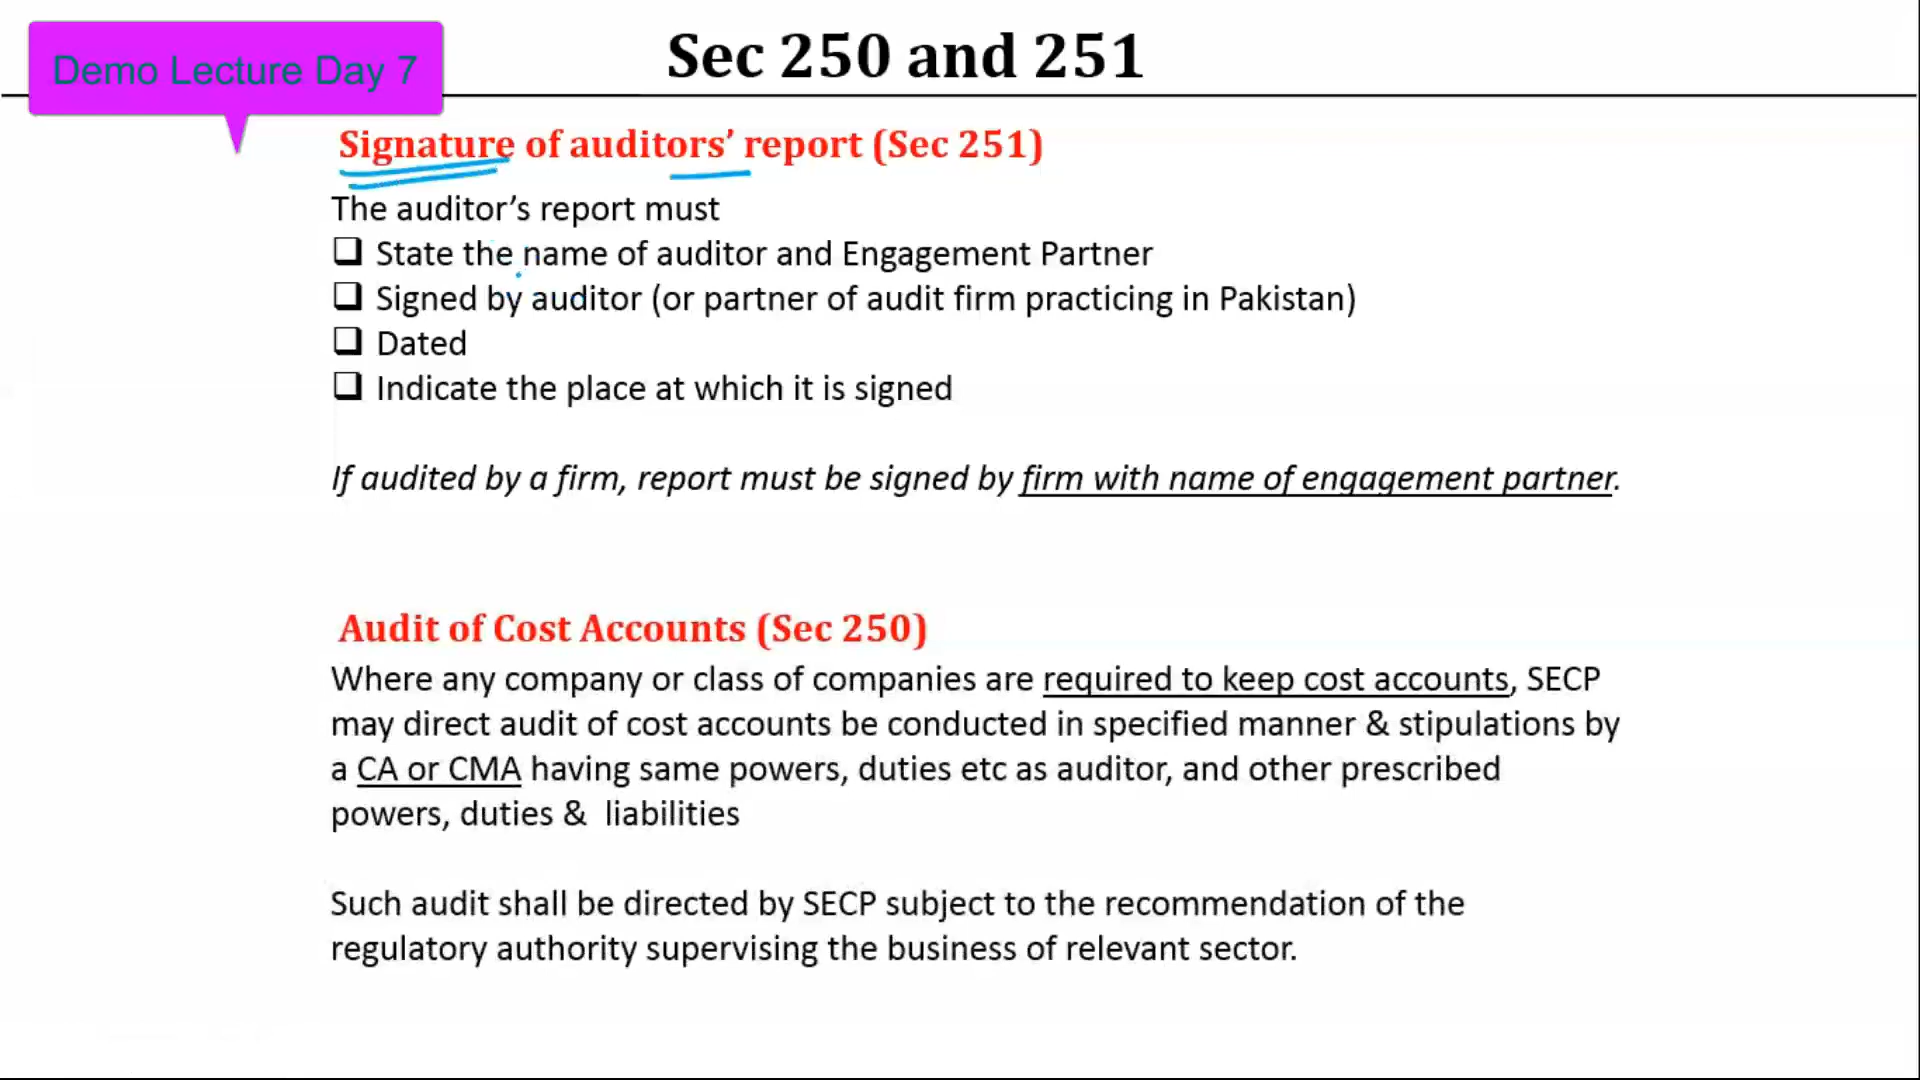 Demo Lecture Day 7
Sec 250 and 251
Signature of auditors’ report (Sec 251)
The auditor’s report must
❑ State the name of auditor and Engagement Partner
❑ Signed by auditor (or partner of audit firm practicing in Pakistan)
❑ Dated
❑ Indicate the place at which it is signed
If audited by a firm, report must be signed by firm with name of engagement partner.
Audit of Cost Accounts (Sec 250)
Where any company or class of companies are required to keep cost accounts, SECP
may direct audit of cost accounts be conducted in specified manner & stipulations by
a CA or CMA having same powers, duties etc as auditor, and other prescribed
powers, duties &  liabilities
Such audit shall be directed by SECP subject to the recommendation of the
regulatory authority supervising the business of relevant sector.